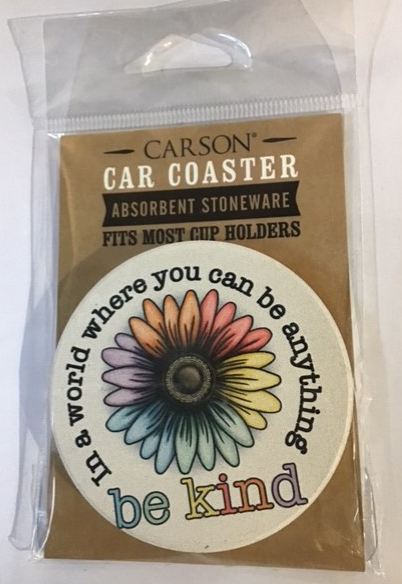 CARSON®
CAR COASTER
ABSORBENT STONEWARE
FITS MOST CUP HOLDERS
In a world where you can be anything
be kind